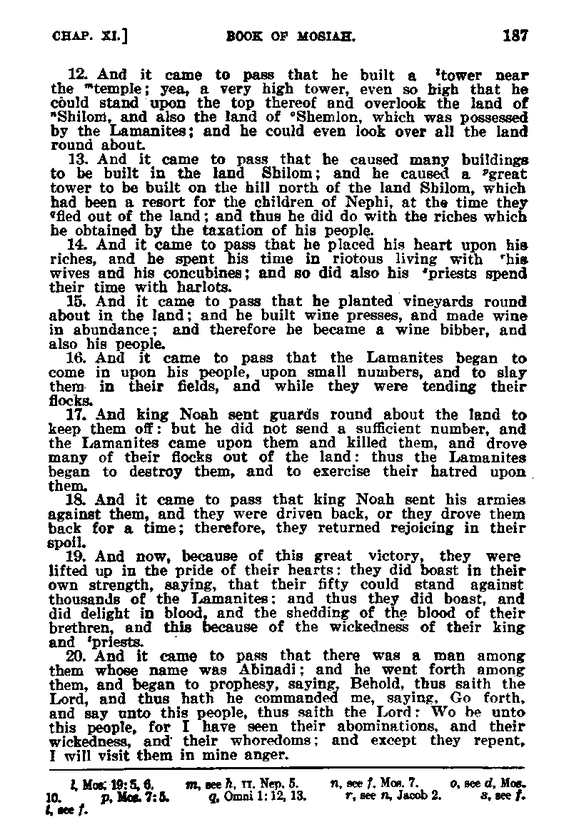 CHAP. XI.] BOOK OF MOSIAH. 187
12. And it came to pass that he built a ˡtower near
the ᵐtemple; yea, a very high tower, even so high that he
could stand upon the top thereof and overlook the land of
ⁿShilom, and also the land of ᵒShemlon, which was possessed
by the Lamanites; and he could even look over all the land
round about.
13. And it came to pass that he caused many buildings
to be built in the land Shilom; and he caused a ᵖgreat
tower to be built on the hill north of the land Shilom, which
had been a resort for the children of Nephi, at the time they
ᑫfled out of the land; and thus he did do with the riches which
he obtained by the taxation of his people.
14. And it came to pass that he placed his heart upon his
riches, and he spent his time in riotous living with ʳhis
wives and his concubines; and so did also his ˢpriests spend
their time with harlots.
15. And it came to pass that he planted vineyards round
about in the land; and he built wine presses, and made wine
in abundance; and therefore he became a wine bibber, and
also his people.
16. And it came to pass that the Lamanites began to
come in upon his people, upon small numbers, and to slay
them in their fields, and while they were tending their
flocks.
17. And king Noah sent guards round about the land to
keep them off: but he did not send a sufficient number, and
the Lamanites came upon them and killed them, and drove
many of their flocks out of the land: thus the Lamanites
began to destroy them, and to exercise their hatred upon
them.
18. And it came to pass that king Noah sent his armies
against them, and they were driven back, or they drove them
back for a time; therefore, they returned rejoicing in their
spoil.
19. And now, because of this great victory, they were
lifted up in the pride of their hearts: they did boast in their
own strength, saying, that their fifty could stand against
thousands of the Lamanites: and thus they did boast, and
did delight in blood, and the shedding of the blood of their
brethren, and this because of the wickedness of their king
and ᵗpriests.
20. And it came to pass that there was a man among
them whose name was Abinadi; and he went forth among
them, and began to prophesy, saying, Behold, thus saith the
Lord, and thus hath he commanded me, saying, Go forth,
and say unto this people, thus saith the Lord: Wo be unto
this people, for I have seen their abominations, and their
wickedness, and their whoredoms; and except they repent,
I will visit them in mine anger.
l, Mos. 19:5, 6. m, see h, II. Nep. 5. n, see f. Mos. 7. o, see d, Mos.
10. p, Mos. 7:5. q, Omni 1:12, 13. r, see n, Jacob 2. s, see f.
t, see f.